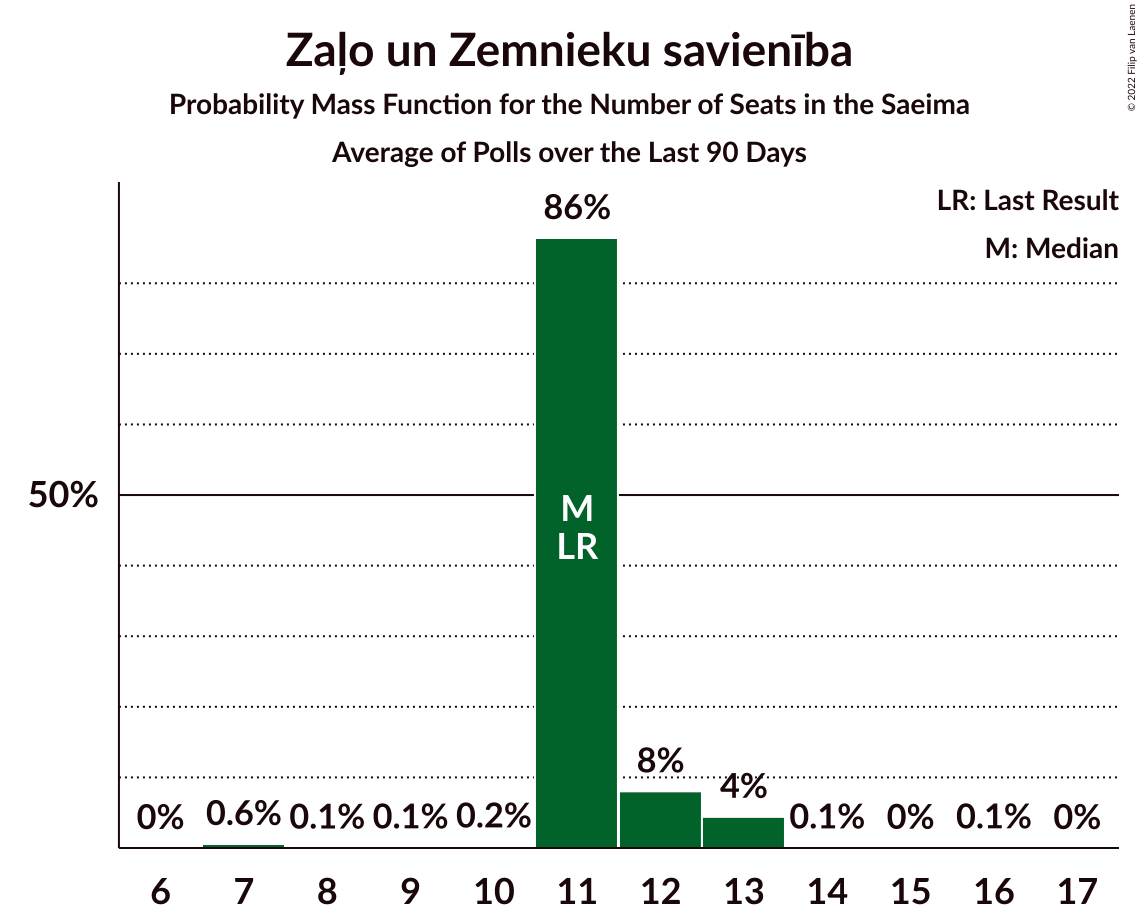 Zaļo un Zemnieku savienība
Probability Mass Function for the Number of Seats in the Saeima
Average of Polls over the Last 90 Days
© 2022 Filip van Laenen
LR: Last Result
M: Median
86%
50%
M
LR
0% 0.6% 0.1% 0.1% 0.2% 8% 4% 0.1% 0% 0.1% 0%
6 7 8 9 10 11 12 13 14 15 16 17